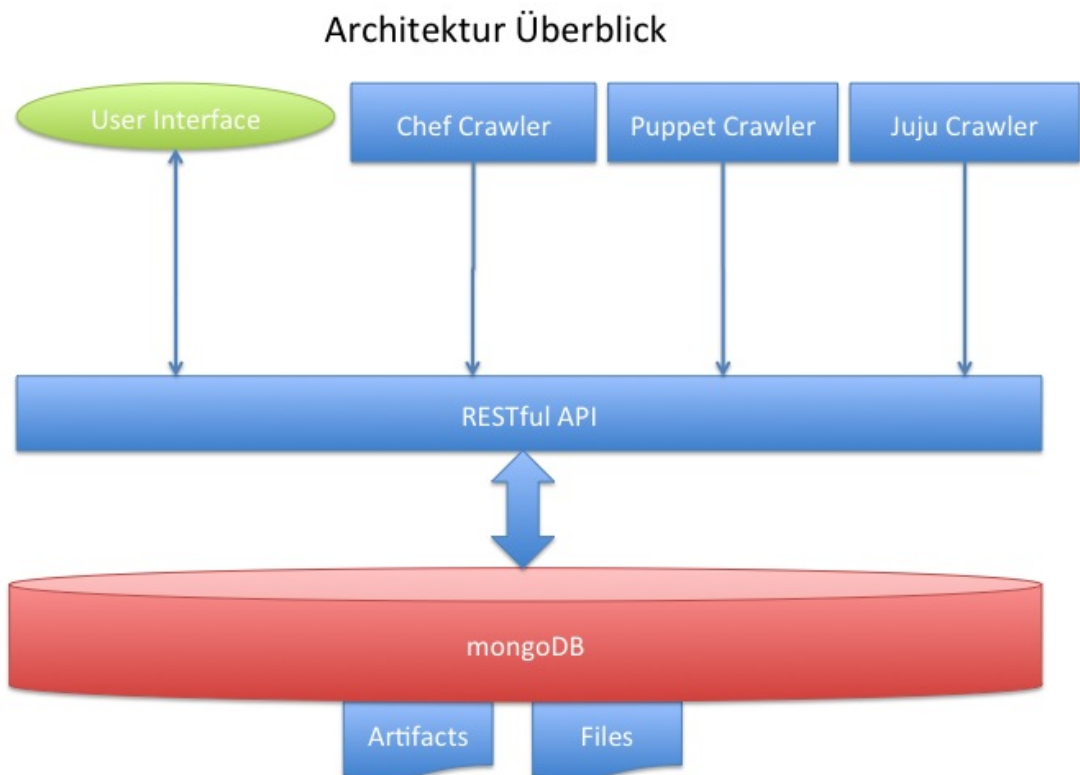 Architektur Überblick
User Interface
Chef Crawler
Puppet Crawler
Juju Crawler
RESTful API
mongoDB
Artifacts
Files